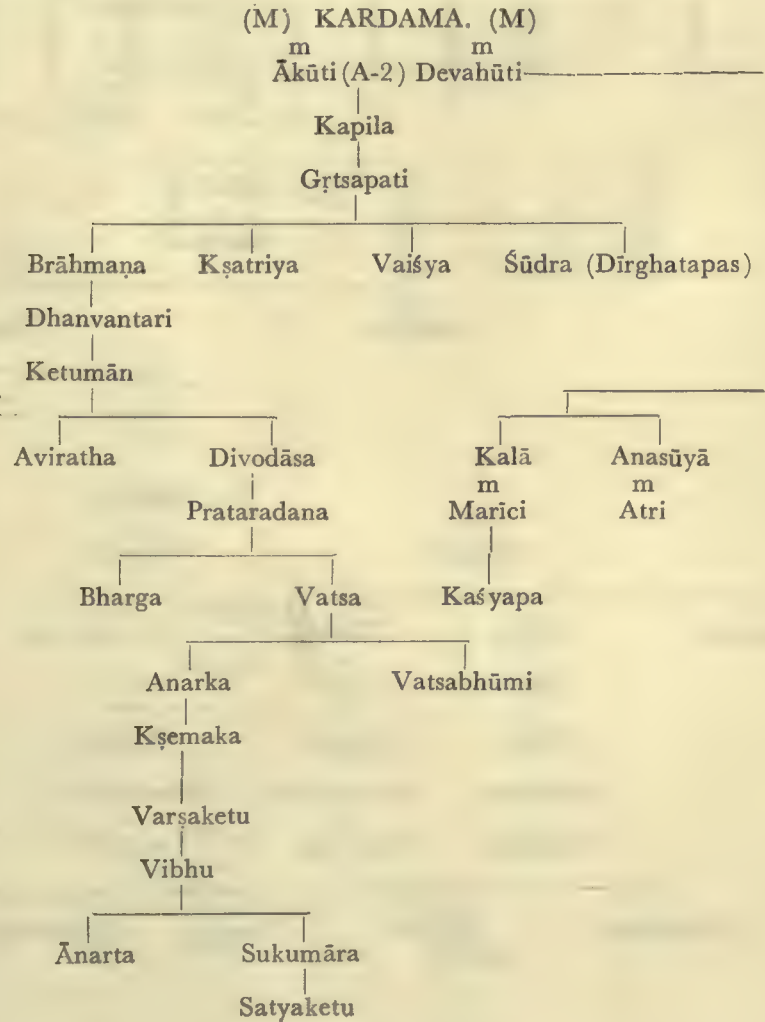 (M) KARDAMA. (M)
m m
Ākūti (A-2) Devahūti
Kapila
Gṛtsapati
Brāhmaṇa Kṣatriya Vaiśya Śūdra (Dīrghatapas)
Dhanvantari
Ketumān
Aviratha Divodāsa Kalā Anasūyā
m m
Prataradana Marīci Atri
Bharga Vatsa Kaśyapa
Anarka Vatsabhūmi
Kṣemaka
Varṣaketu
Vibhu
Ānarta Sukumāra
Satyaketu